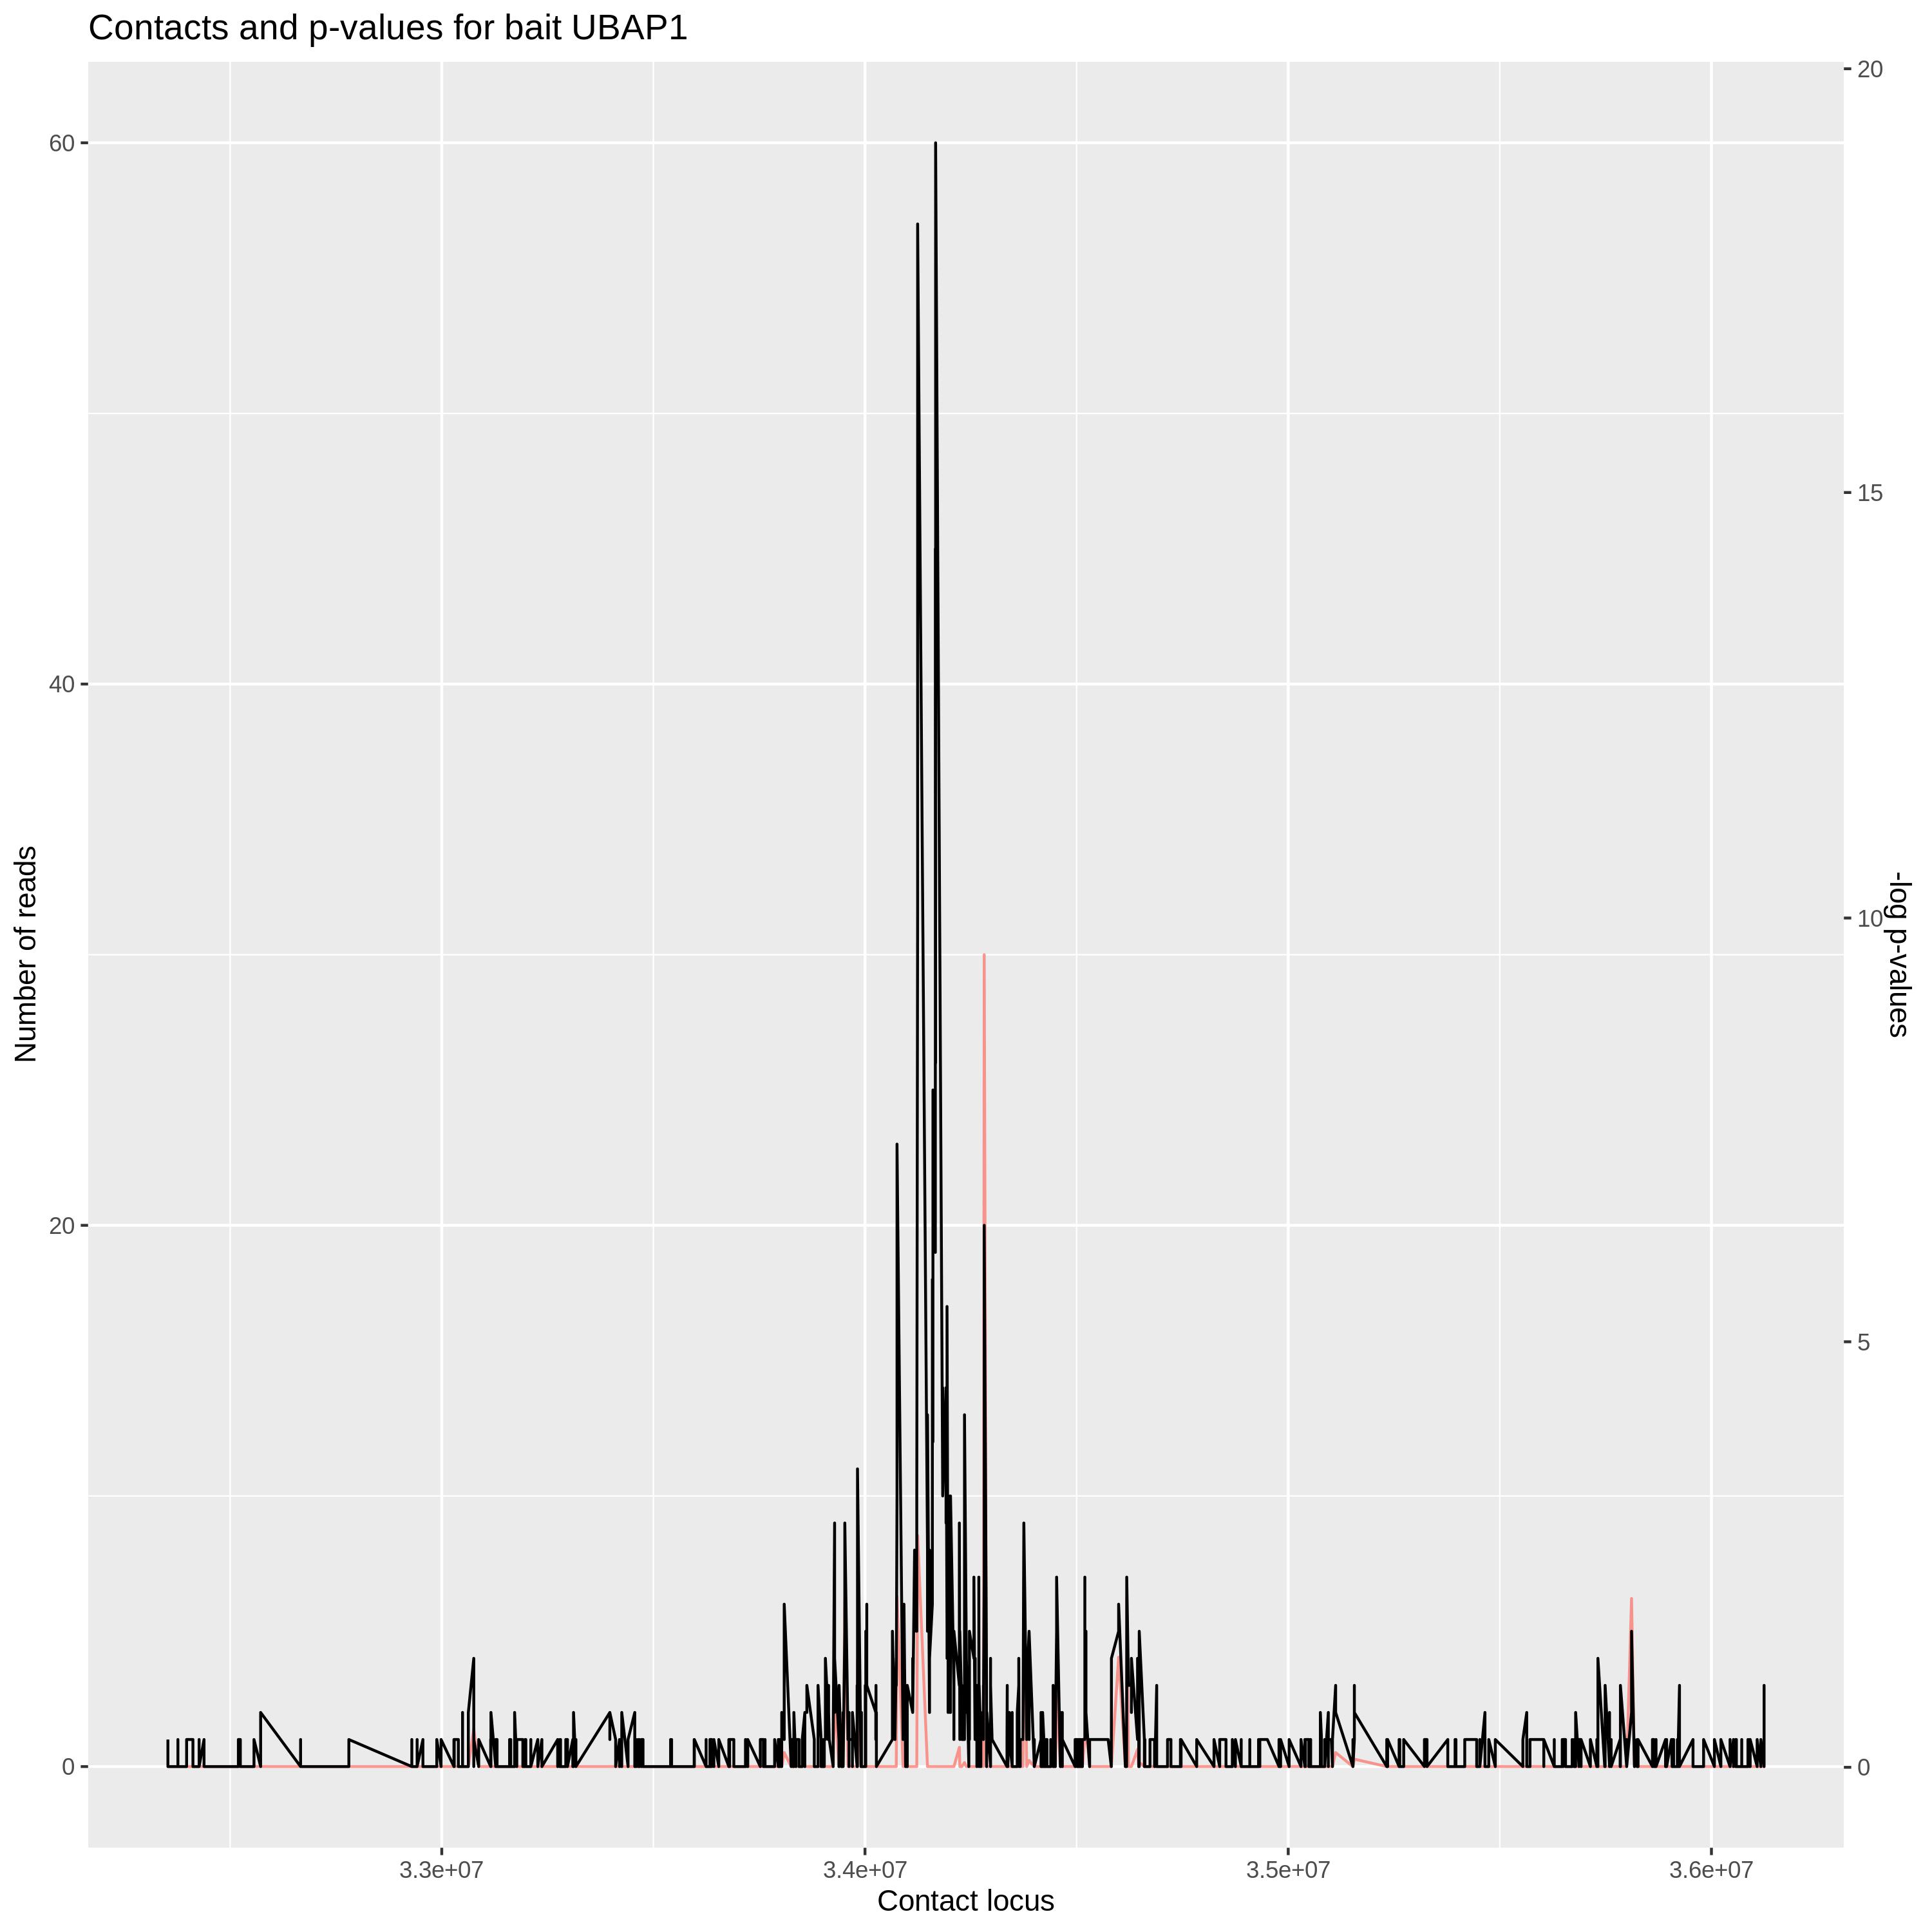 Contacts and p-values for bait UBAP1
60
40
20
0
Number of reads
20
15
10
5
0
-log p-values
3.3e+07
3.4e+07
3.5e+07
3.6e+07
Contact locus